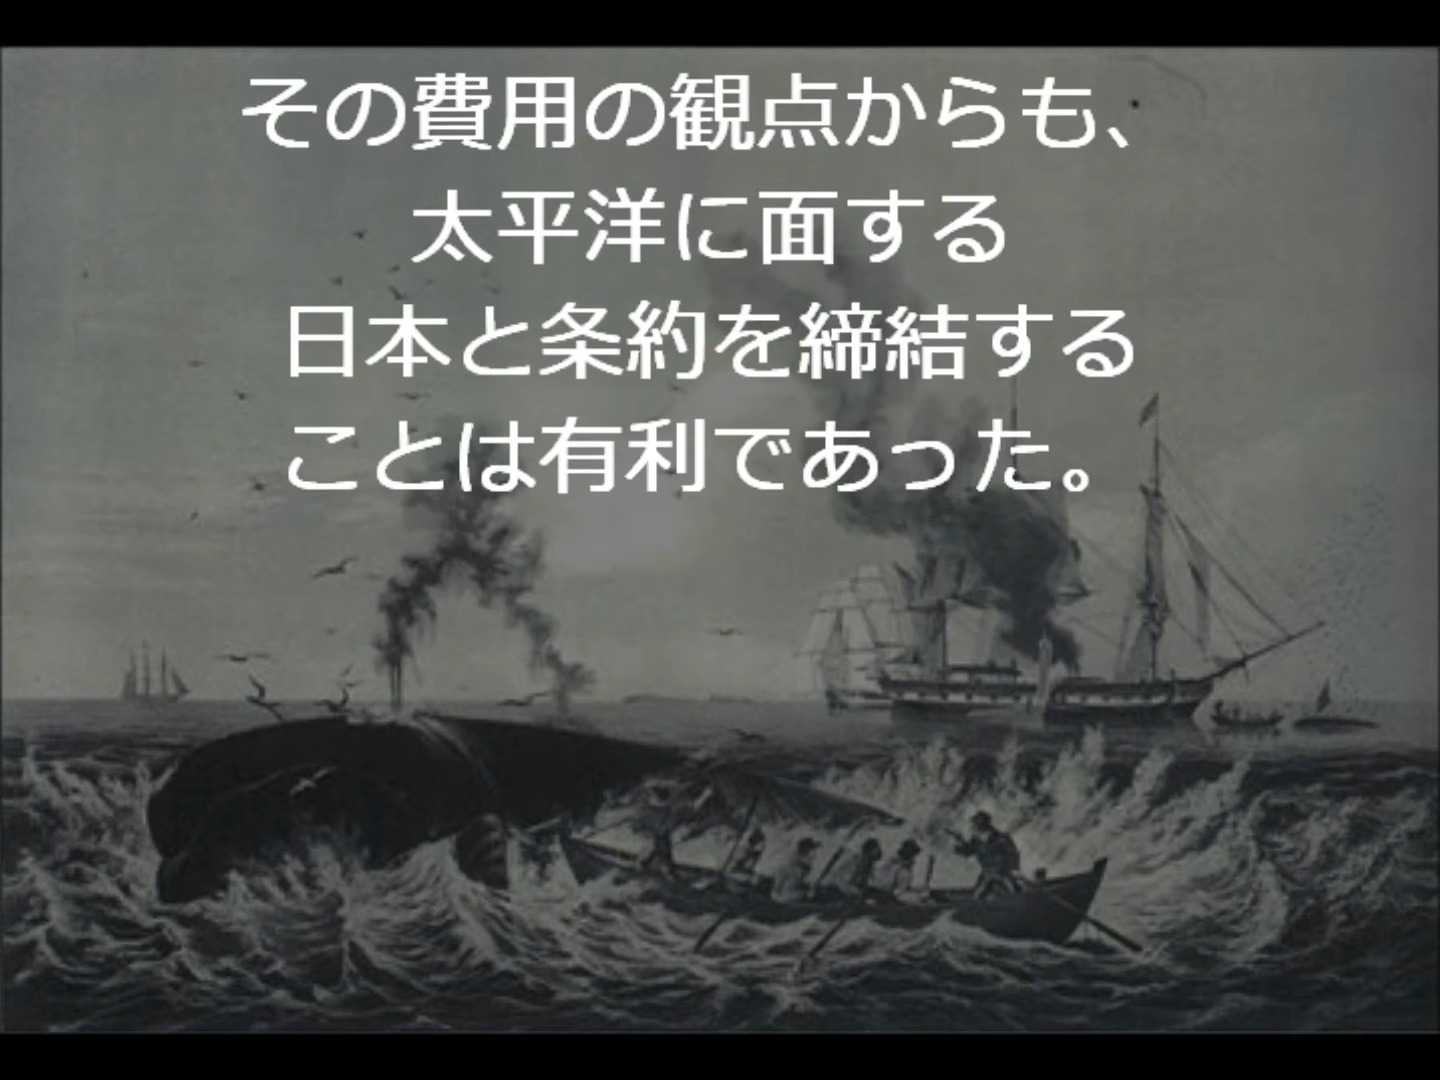 その費用の観点からも、
太平洋に面する
日本と条約を締結する
ことは有利であった。